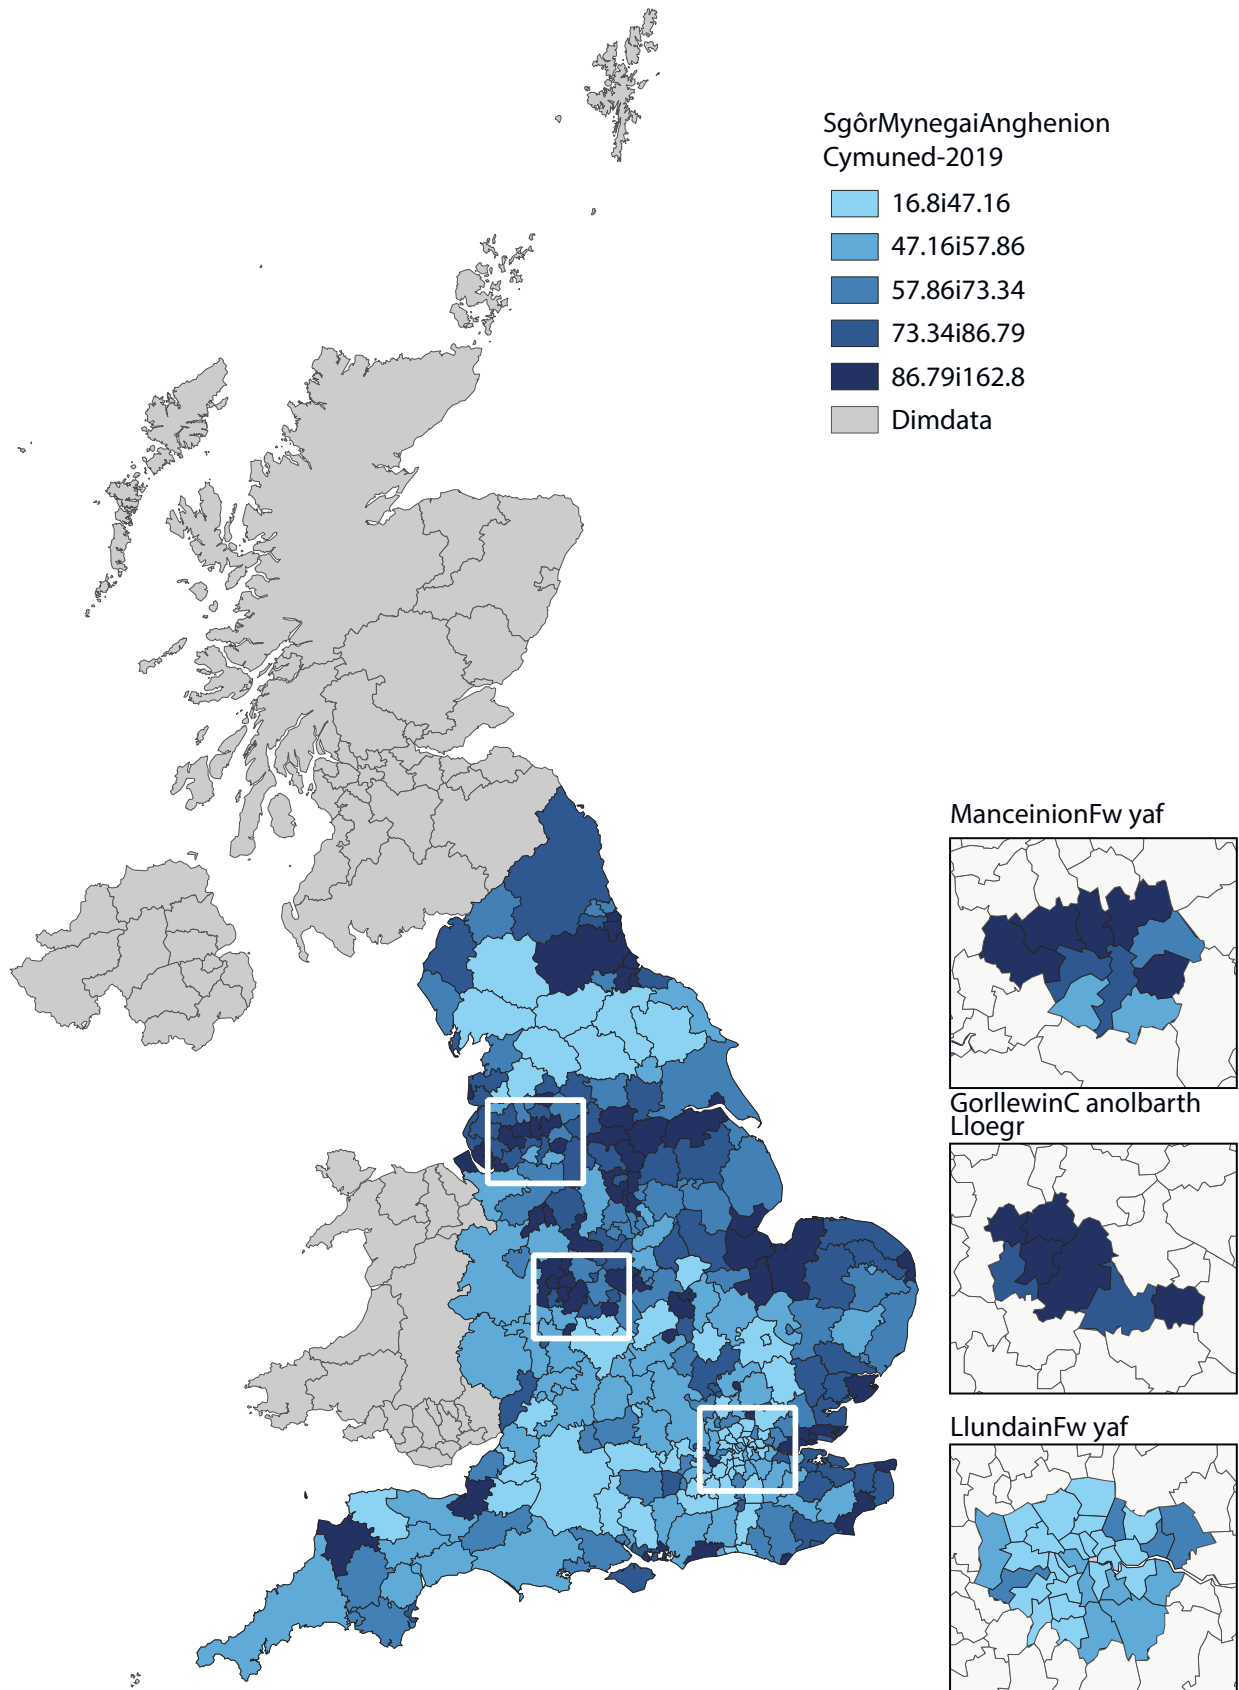 SgôrMynegaiAnghenion
Cymuned-2019
16.8i47.16
47.16i57.86
57.86i73.34
73.34i86.79
86.79i162.8
Dimdata
ManceinionFw yaf
GorllewinC anolbarth
Lloegr
LlundainFw yaf